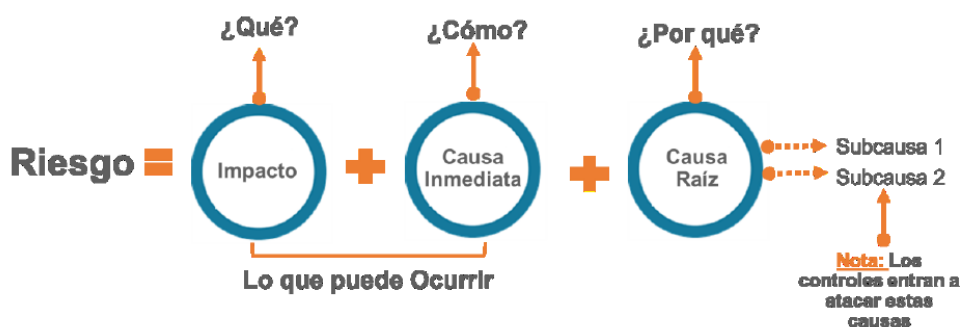 ¿Qué?
¿Cómo?
¿Por qué?
Riesgo =
Impacto
+
Causa
Inmediata
+
Causa
Raíz
Subcausa 1
Subcausa 2
Lo que puede Ocurrir
Nota: Los
controles entran a
atacar estas
causas